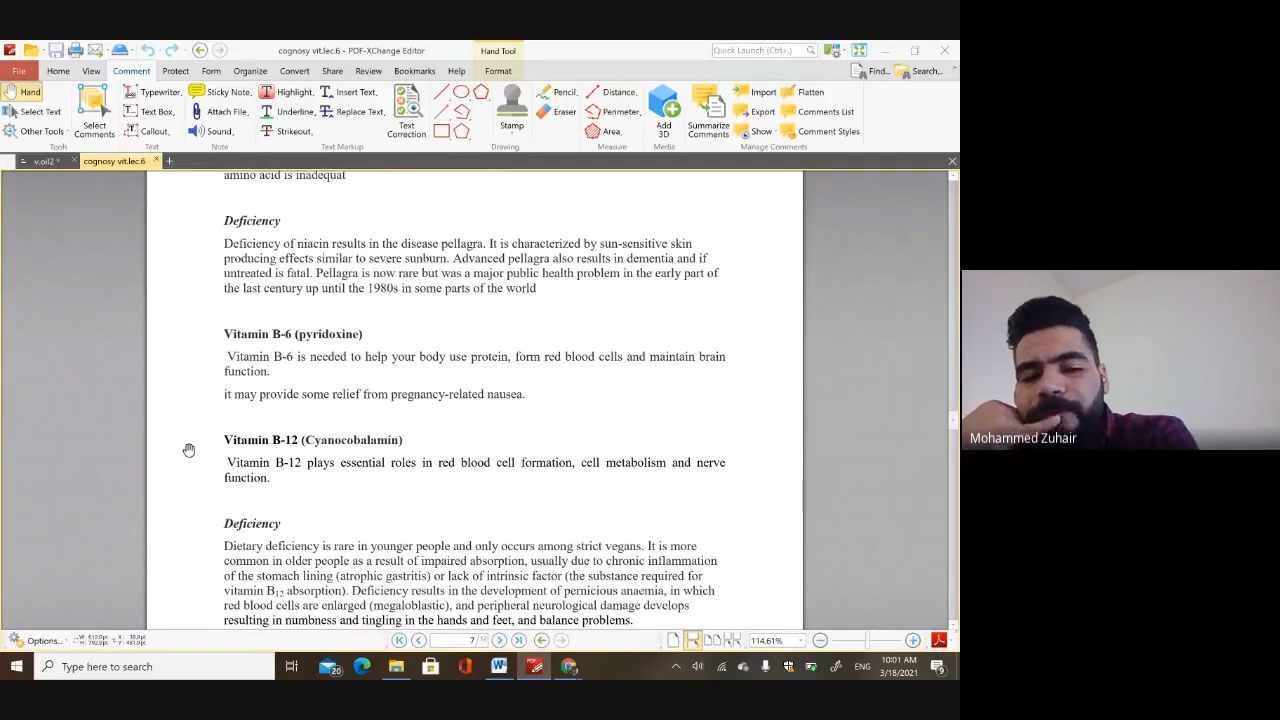 cognosy vit.lec.6 - PDF-XChange Editor
Hand Tool
Quick Launch (Ctrl+.)
File Home View Comment Protect Form Organize Convert Share Review Bookmarks Help Format Find... Search...
Hand
Select Text
Other Tools
Tools
Select Comments
Typewriter.
Text Box.
Callout.
Text
Sticky Note.
Attach File.
Sound.
Note
Highlight.
Underline.
Strikeout.
Insert Text.
Replace Text.
Text Markup
Text Correction
Stamp
Drawing
Pencil.
Eraser
Distance.
Perimeter.
Area.
Measure
Add 3D
Media
Summarize Comments
Import
Export
Show
Flatten
Comments List
Comment Styles
Manage Comments
v.oil2 * cognosy vit.lec.6
amino acid is inadequat
Deficiency
Deficiency of niacin results in the disease pellagra. It is characterized by sun-sensitive skin
producing effects similar to severe sunburn. Advanced pellagra also results in dementia and if
untreated is fatal. Pellagra is now rare but was a major public health problem in the early part of
the last century up until the 1980s in some parts of the world
Vitamin B-6 (pyridoxine)
Vitamin B-6 is needed to help your body use protein, form red blood cells and maintain brain
function.
it may provide some relief from pregnancy-related nausea.
Vitamin B-12 (Cyanocobalamin)
Vitamin B-12 plays essential roles in red blood cell formation, cell metabolism and nerve
function.
Deficiency
Dietary deficiency is rare in younger people and only occurs among strict vegans. It is more
common in older people as a result of impaired absorption, usually due to chronic inflammation
of the stomach lining (atrophic gastritis) or lack of intrinsic factor (the substance required for
vitamin B12 absorption). Deficiency results in the development of pernicious anaemia, in which
red blood cells are enlarged (megaloblastic), and peripheral neurological damage develops
resulting in numbness and tingling in the hands and feet, and balance problems.
Mohammed Zuhair
Options... 7 /12 114.61%
Type here to search
20
ENG
10:01 AM
3/18/2021
9